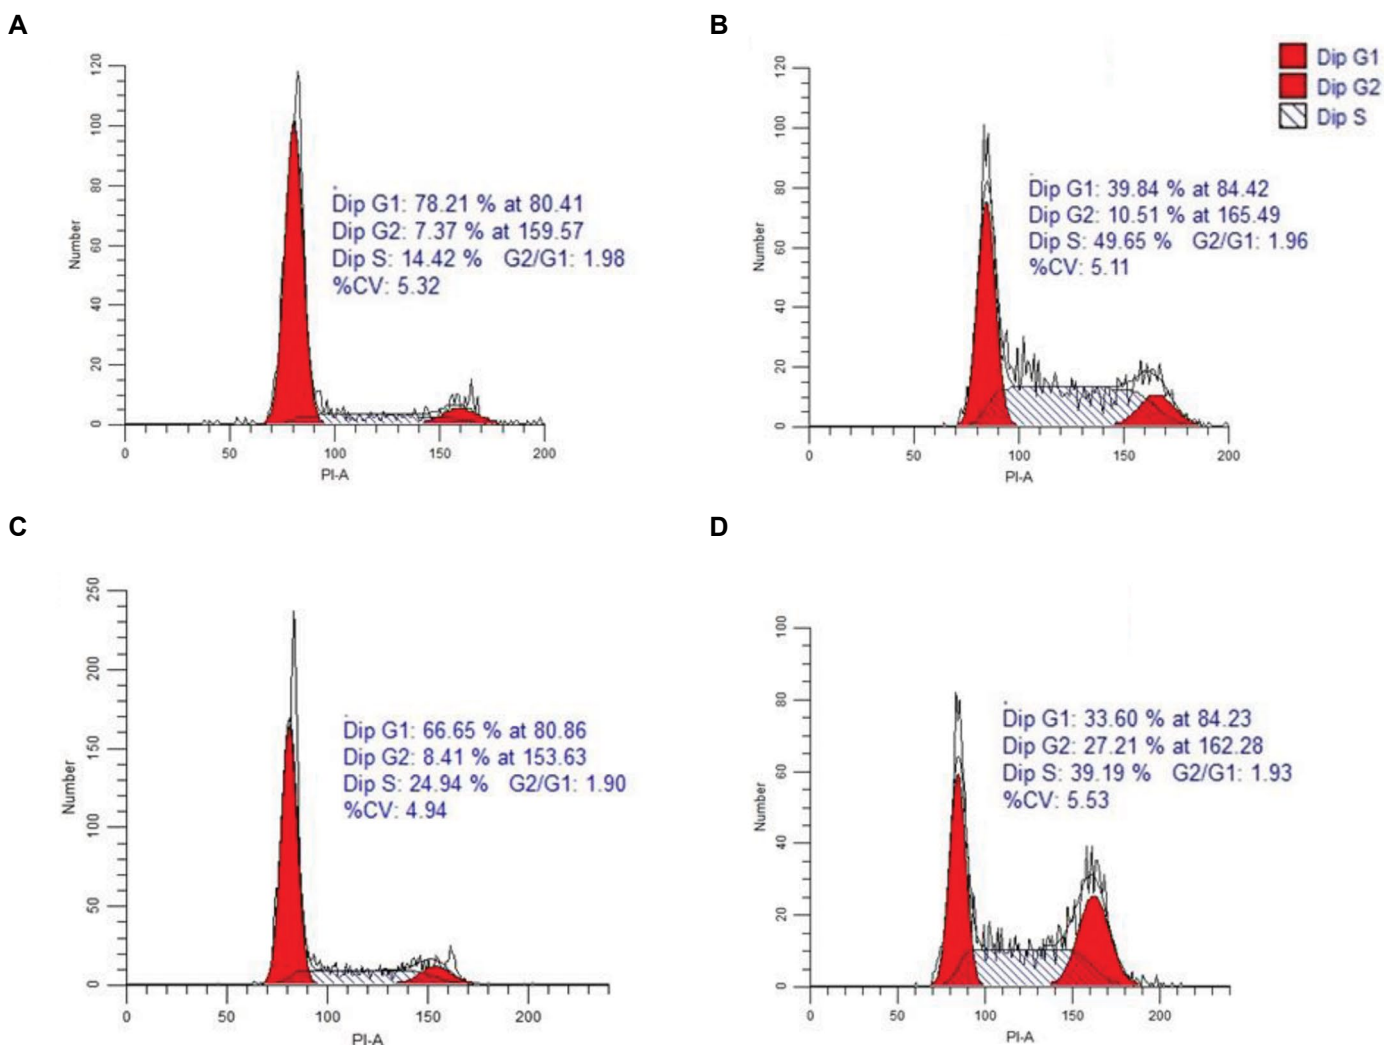 A
120
100
80
60
40
20
0
Number
Dip G1: 78.21 % at 80.41
Dip G2: 7.37 % at 159.57
Dip S: 14.42 % G2/G1: 1.98
%CV: 5.32
0 50 100 150 200
PI-A
B
Dip G1
Dip G2
Dip S
120
100
80
60
40
20
0
Number
Dip G1: 39.84 % at 84.42
Dip G2: 10.51 % at 165.49
Dip S: 49.65 % G2/G1: 1.96
%CV: 5.11
0 50 100 150 200
PI-A
C
250
200
150
100
50
0
Number
Dip G1: 66.65 % at 80.86
Dip G2: 8.41 % at 153.63
Dip S: 24.94 % G2/G1: 1.90
%CV: 4.94
0 50 100 150 200
PI-A
D
100
80
60
40
20
0
Number
Dip G1: 33.60 % at 84.23
Dip G2: 27.21 % at 162.28
Dip S: 39.19 % G2/G1: 1.93
%CV: 5.53
0 50 100 150 200
PI-A